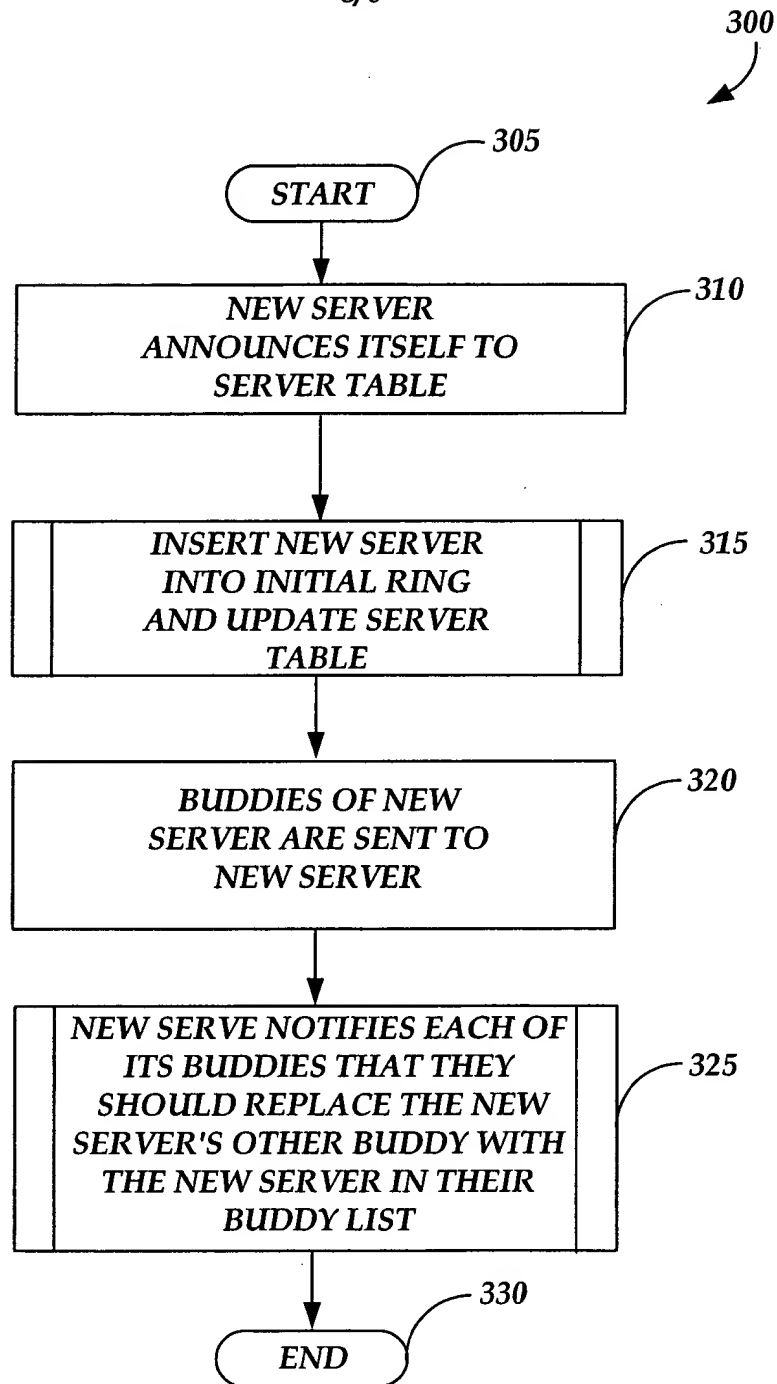 300
305
START
310
NEW SERVER
ANNOUNCES ITSELF TO
SERVER TABLE
315
INSERT NEW SERVER
INTO INITIAL RING
AND UPDATE SERVER
TABLE
320
BUDDIES OF NEW
SERVER ARE SENT TO
NEW SERVER
325
NEW SERVE NOTIFIES EACH OF
ITS BUDDIES THAT THEY
SHOULD REPLACE THE NEW
SERVER'S OTHER BUDDY WITH
THE NEW SERVER IN THEIR
BUDDY LIST
330
END